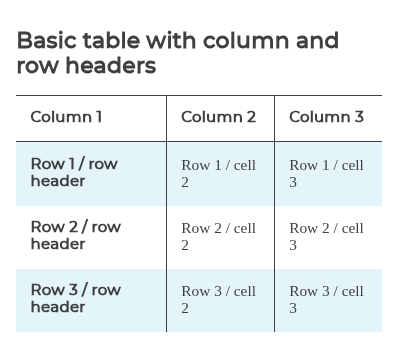 Basic table with column and
row headers
Column 1 Column 2 Column 3
Row 1 / row Row 1 / cell Row 1 / cell
header 2 3
Row 2 / row Row 2 / cell Row 2 / cell
header 2 3
Row 3 / row Row 3 / cell Row 3 / cell
header 2 3